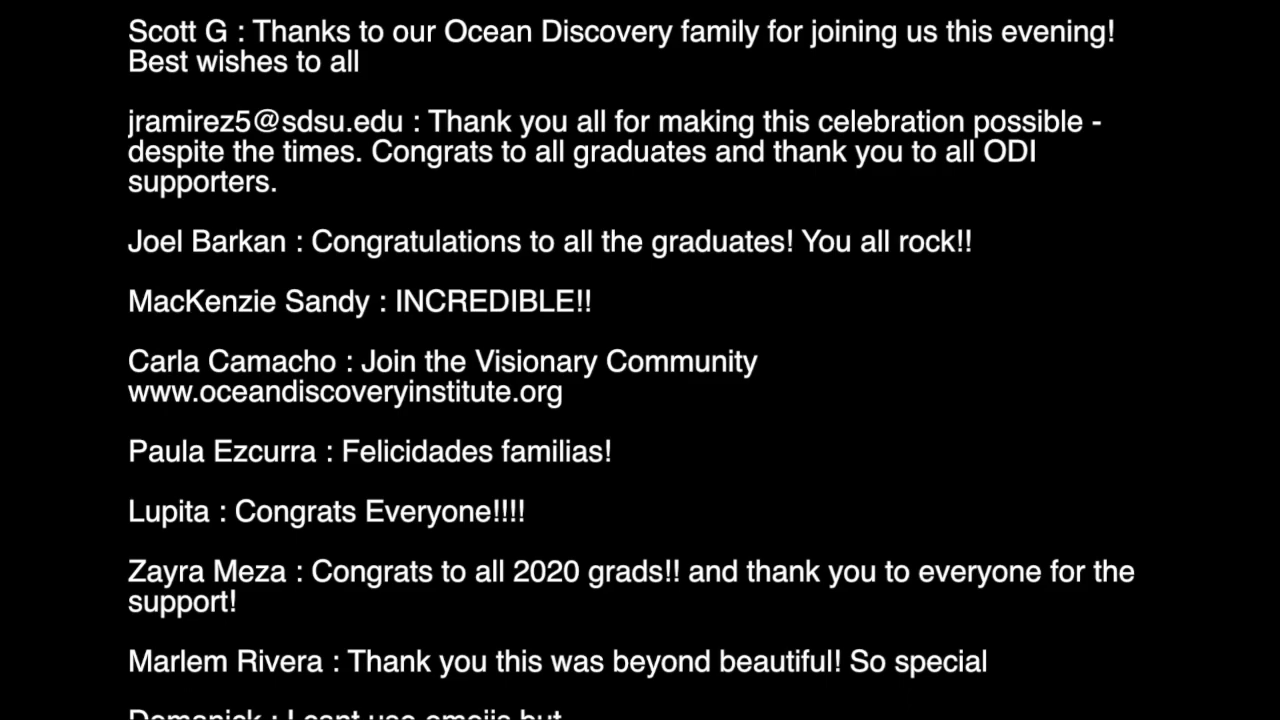 Scott G : Thanks to our Ocean Discovery family for joining us this evening!
Best wishes to all
jramirez5@sdsu.edu : Thank you all for making this celebration possible -
despite the times. Congrats to all graduates and thank you to all ODI
supporters.
Joel Barkan : Congratulations to all the graduates! You all rock!!
MacKenzie Sandy : INCREDIBLE!!
Carla Camacho : Join the Visionary Community
www.oceandiscoveryinstitute.org
Paula Ezcurra : Felicidades familias!
Lupita : Congrats Everyone!!!!
Zayra Meza : Congrats to all 2020 grads!! and thank you to everyone for the
support!
Marlem Rivera : Thank you this was beyond beautiful! So special
Domenick : I cant use emojis but